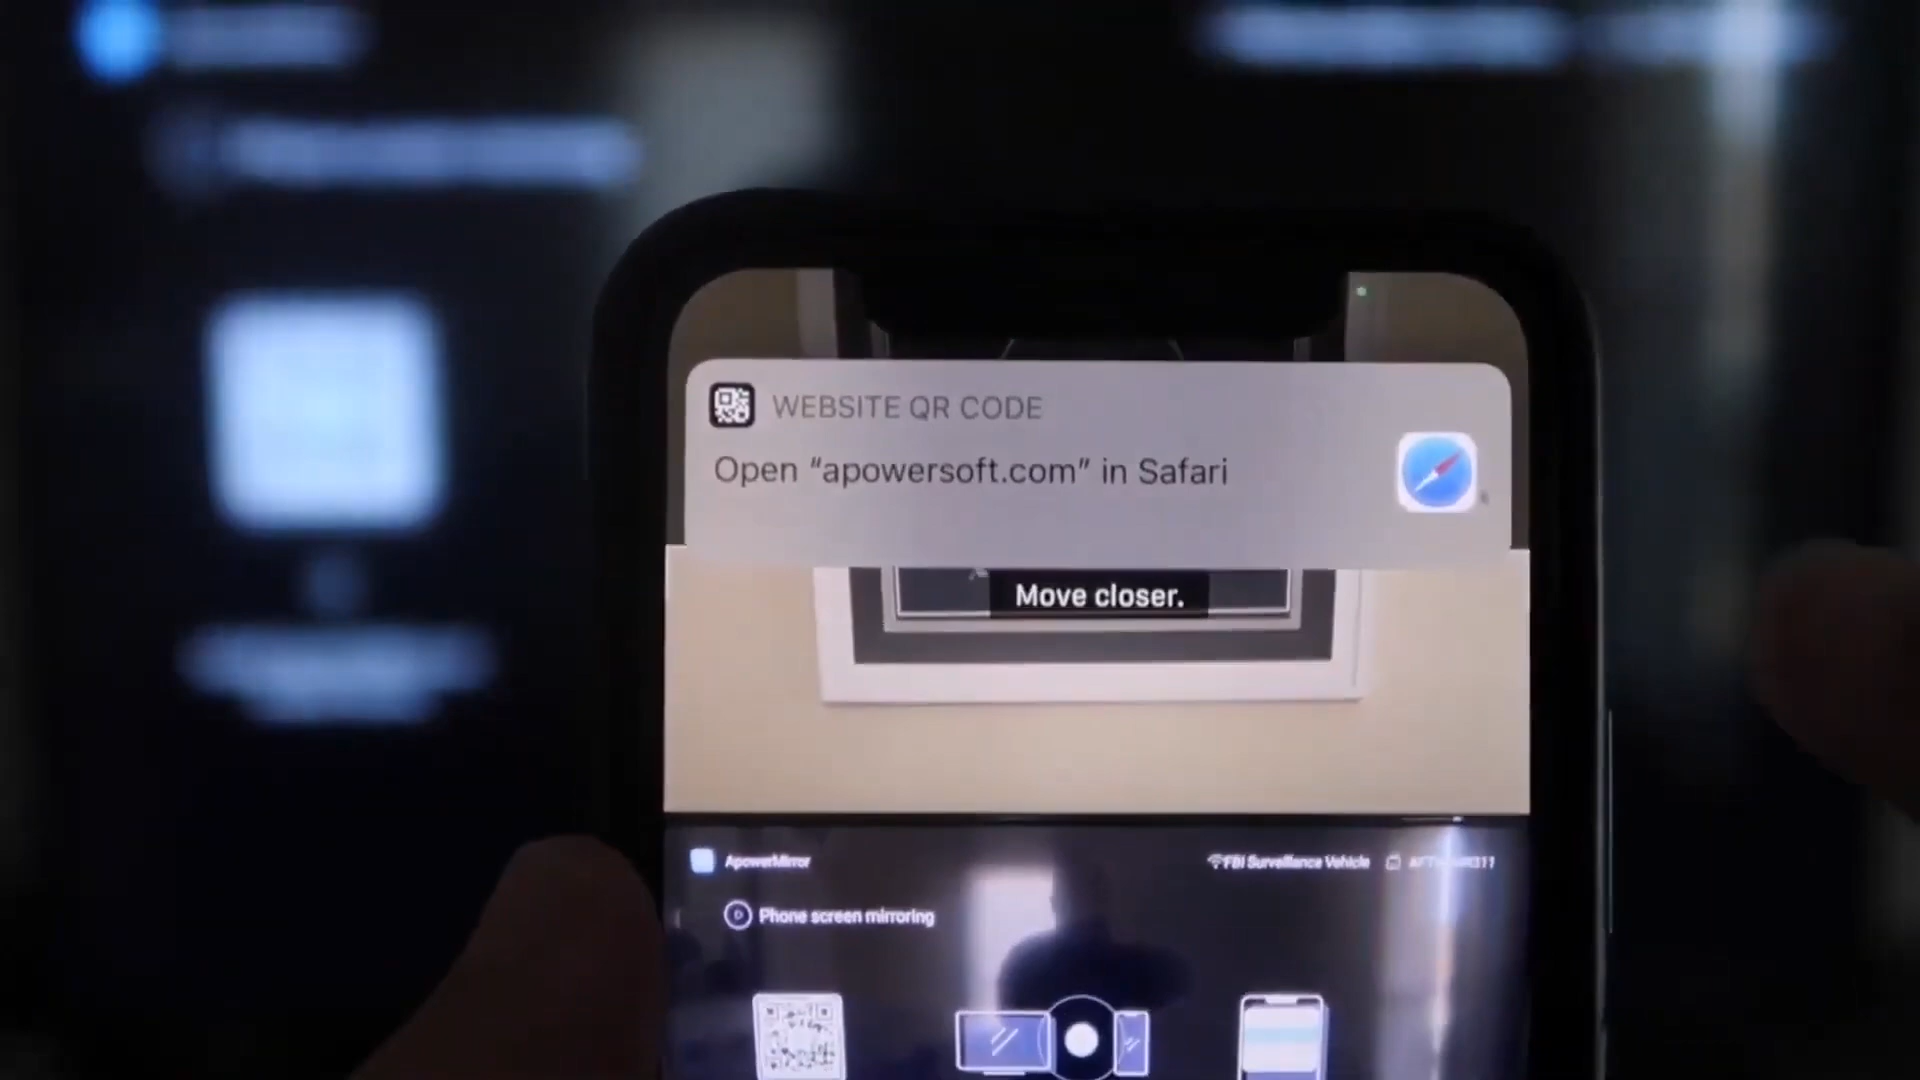 WEBSITE QR CODE
Open “apowersoft.com” in Safari
Move closer.
ApowerMirror
FBI Surveillance Vehicle
Phone screen mirroring